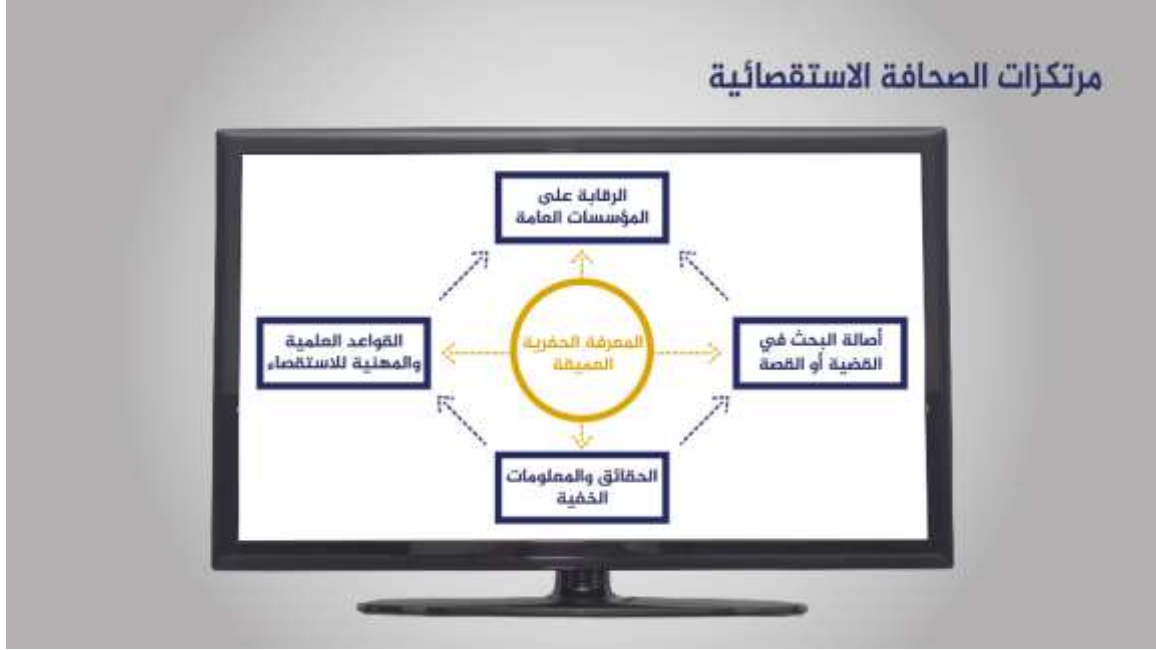 مرتكزات الصحافة الاستقصائية
الرقابة على
المؤسسات العامة
أصالة البحث في
القضية أو القصة
المعرفة الحفرية
العميقة
القواعد العلمية
والمهنية للاستقصاء
الحقائق والمعلومات
الخفية